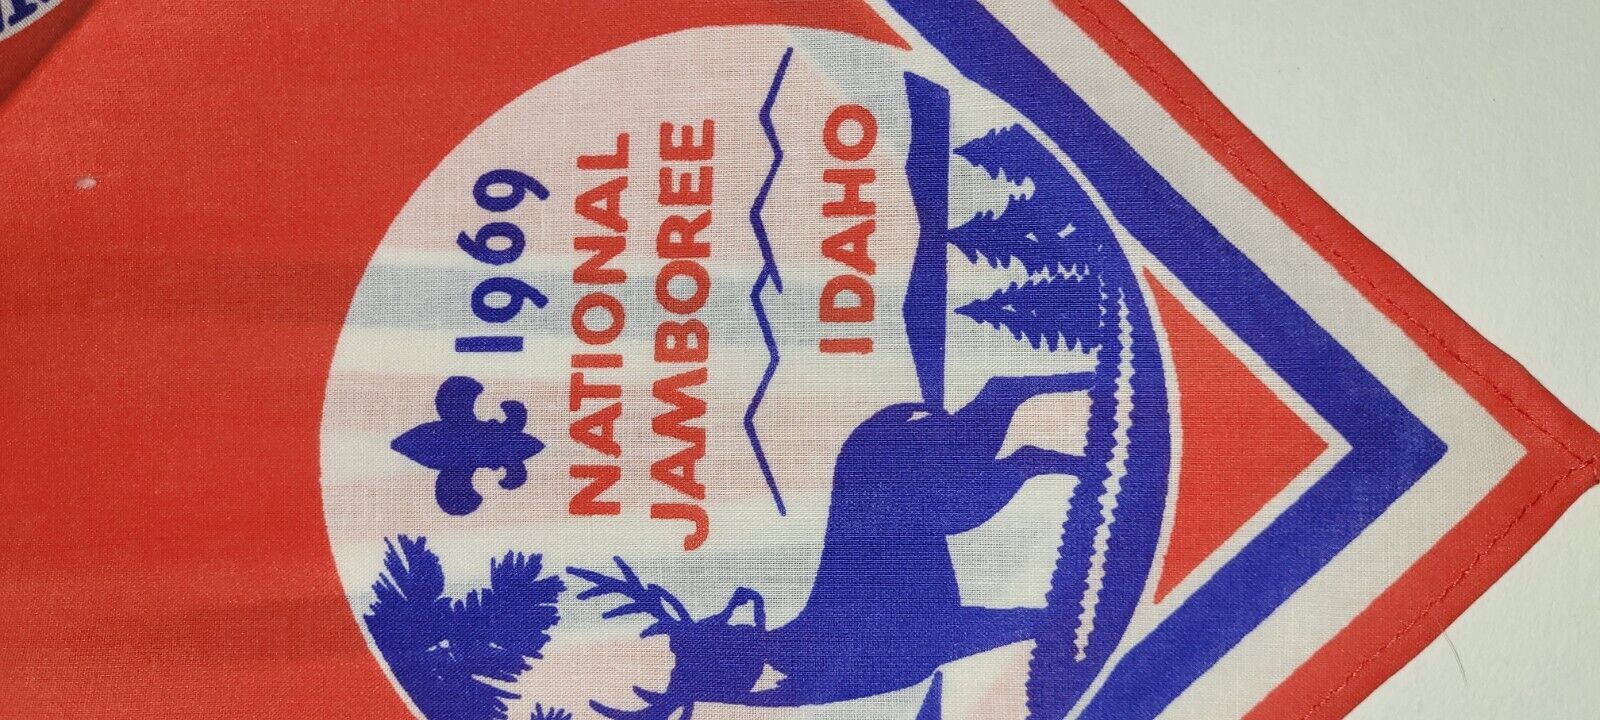 1969
NATIONAL
JAMBOREE
IDAHO